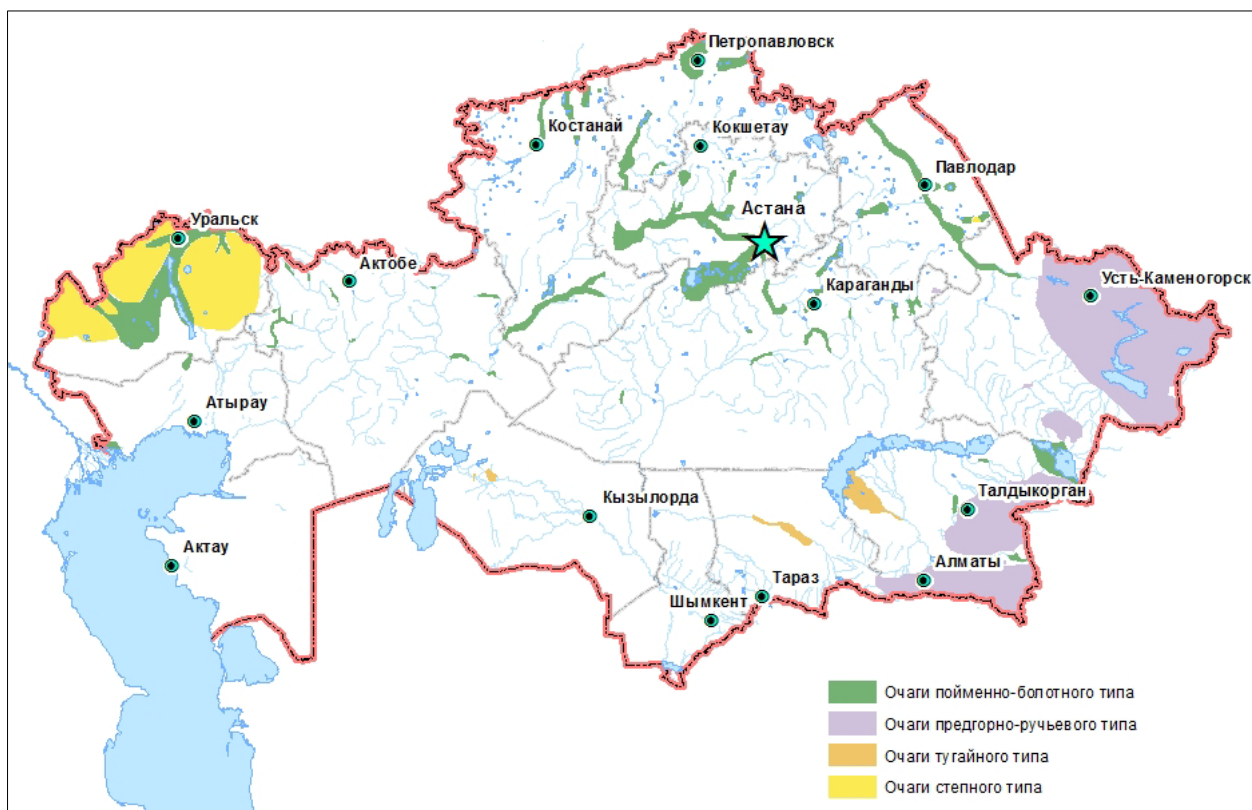 Петропавловск
Костанай
Кокшетау
Павлодар
Астана
Уральск
Актобе
Караганды
Усть-Каменогорск
Атырау
Кызылорда
Талдыкорган
Актау
Алматы
Тараз
Шымкент
Очаги пойменно-болотного типа
Очаги предгорно-ручьевого типа
Очаги тугайного типа
Очаги степного типа